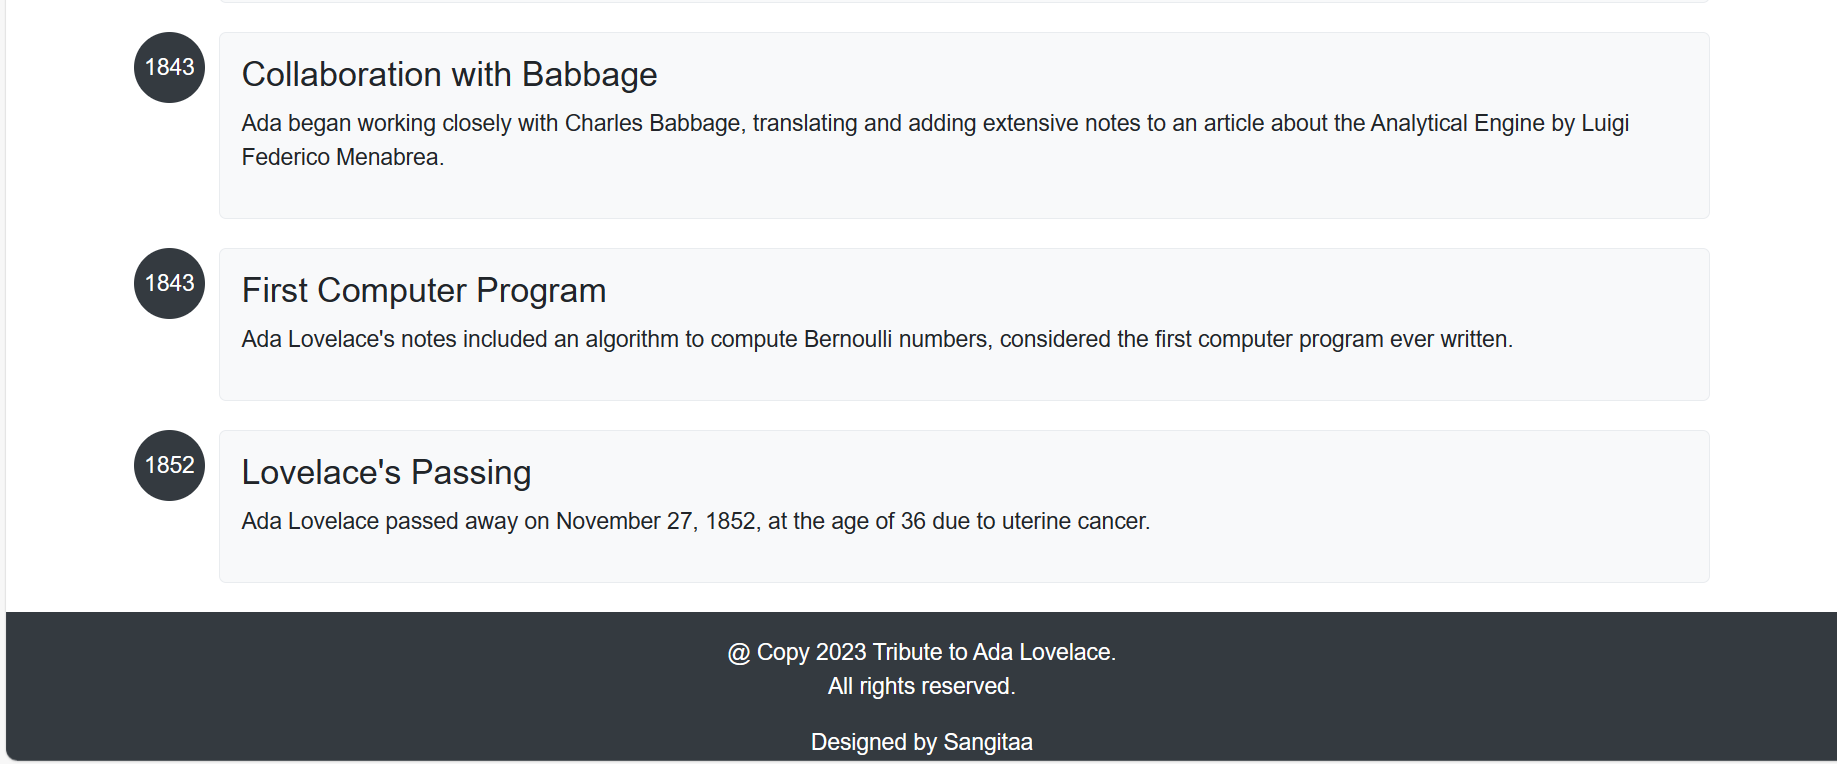 1843
Collaboration with Babbage
Ada began working closely with Charles Babbage, translating and adding extensive notes to an article about the Analytical Engine by Luigi
Federico Menabrea.
1843
First Computer Program
Ada Lovelace's notes included an algorithm to compute Bernoulli numbers, considered the first computer program ever written.
1852
Lovelace's Passing
Ada Lovelace passed away on November 27, 1852, at the age of 36 due to uterine cancer.
@ Copy 2023 Tribute to Ada Lovelace.
All rights reserved.
Designed by Sangitaa